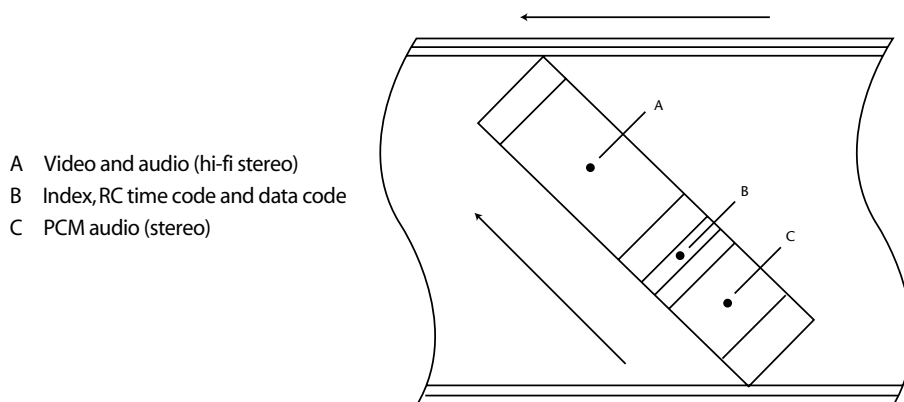 A Video and audio (hi-fi stereo)
B Index, RC time code and data code
C PCM audio (stereo)
A
B
C